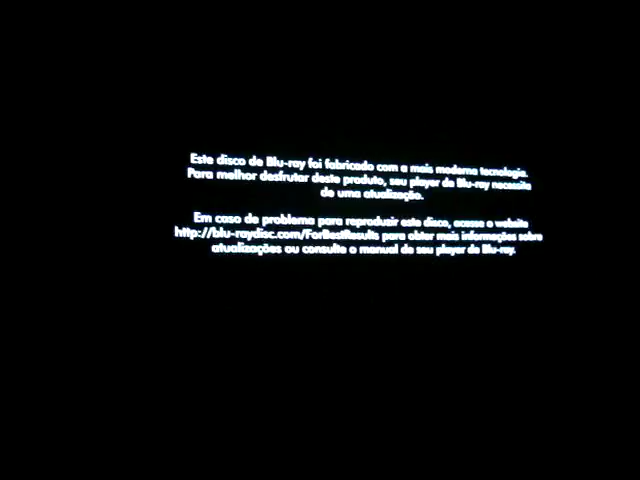 Este disco de Blu-ray foi fabricado com a mais moderna tecnologia.
Para melhor desfrutar deste produto, seu player de Blu-ray necessita
de uma atualização.
Em caso de problema para reproduzir este disco, acesse o website
http://blu-raydisc.com/ForBestResults para obter mais informações sobre
atualizações ou consulte o manual de seu player de Blu-ray.